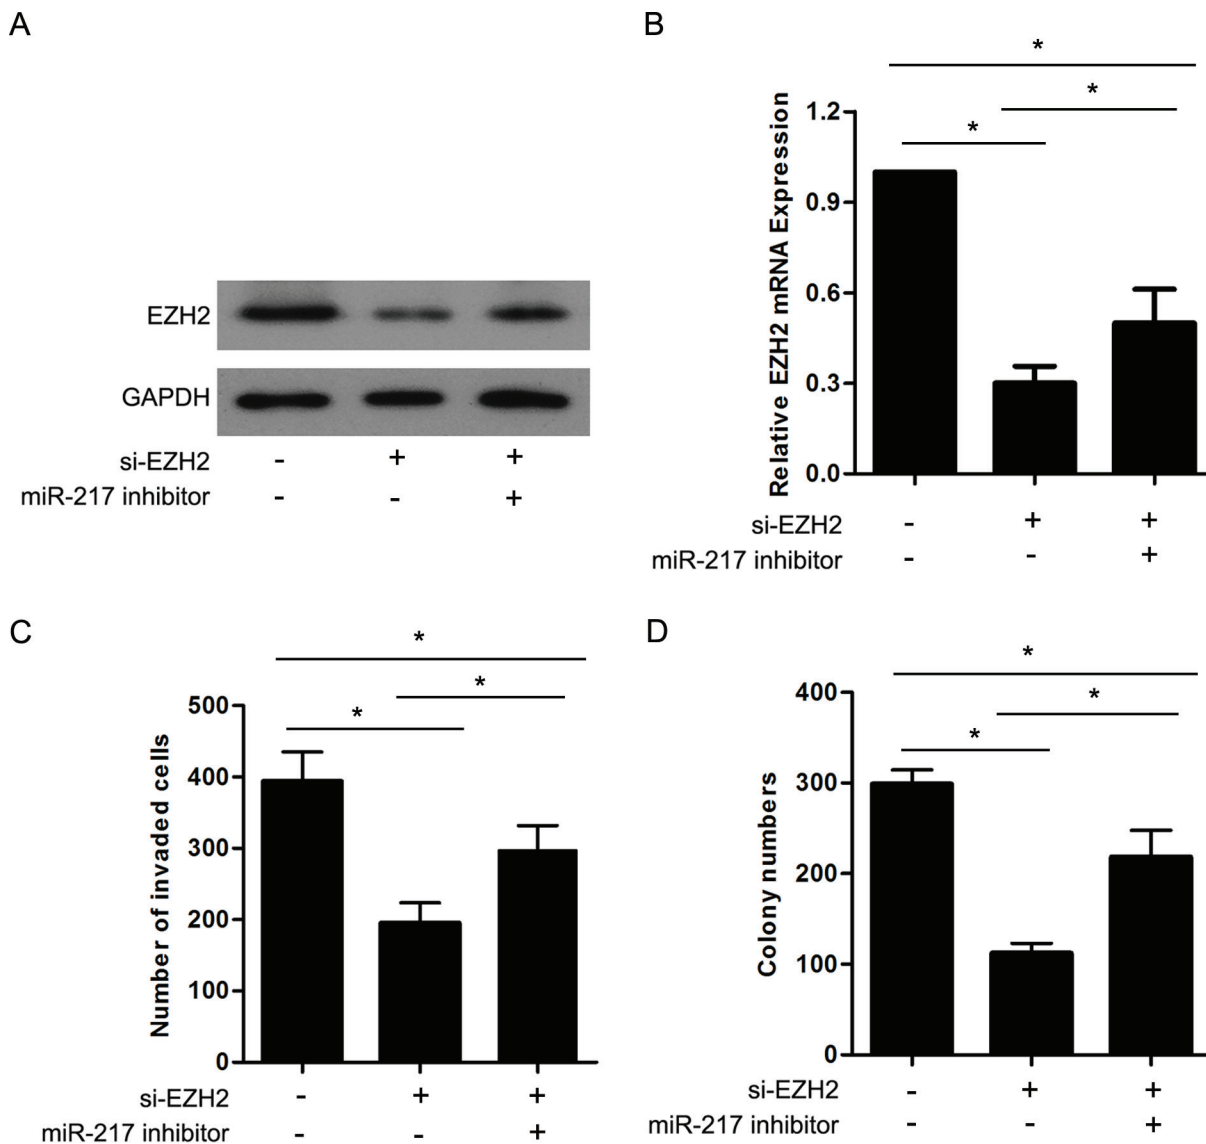 A
EZH2
GAPDH
si-EZH2 - + +
miR-217 inhibitor - - +
B
*
*
*
Relative EZH2 mRNA Expression
1.2
0.9
0.6
0.3
0.0
si-EZH2 - + +
miR-217 inhibitor - - +
C
*
*
*
Number of invaded cells
500
400
300
200
100
0
si-EZH2 - + +
miR-217 inhibitor - - +
D
*
*
*
Colony numbers
400
300
200
100
0
si-EZH2 - + +
miR-217 inhibitor - - +